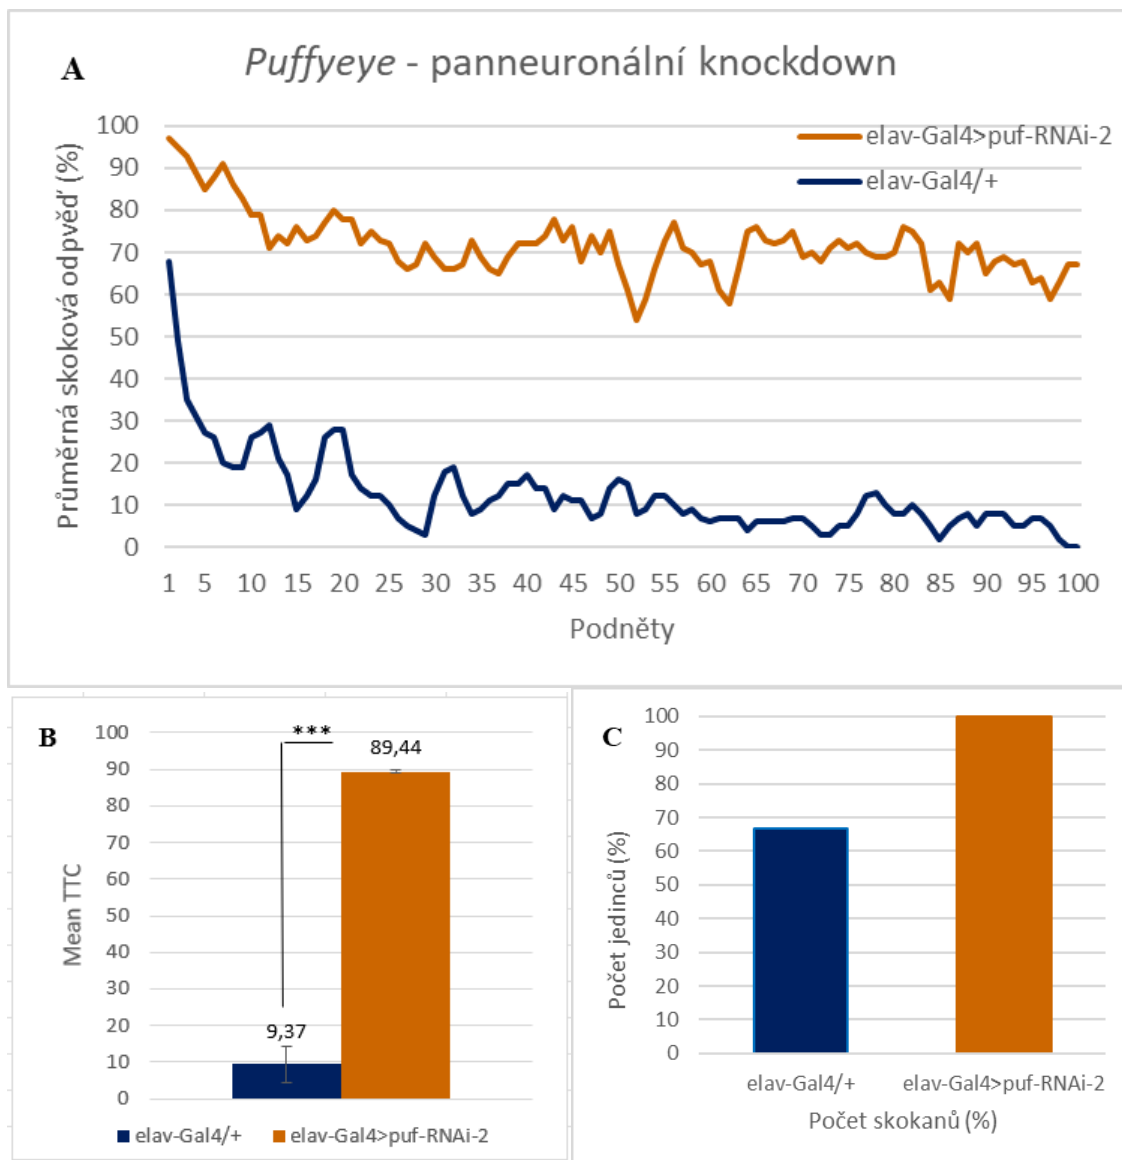 A
Puffyeye - panneuronální knockdown
Průměrná skoková odpvěď (%)
100
90
80
70
60
50
40
30
20
10
0
elav-Gal4>puf-RNAi-2
elav-Gal4/+
1 5 10 15 20 25 30 35 40 45 50 55 60 65 70 75 80 85 90 95 100
Podněty
B
Mean TTC
100
90
80
70
60
50
40
30
20
10
0
***
89,44
9,37
elav-Gal4/+ elav-Gal4>puf-RNAi-2
C
Počet jedinců (%)
100
90
80
70
60
50
40
30
20
10
0
elav-Gal4/+ elav-Gal4>puf-RNAi-2
Počet skokanů (%)